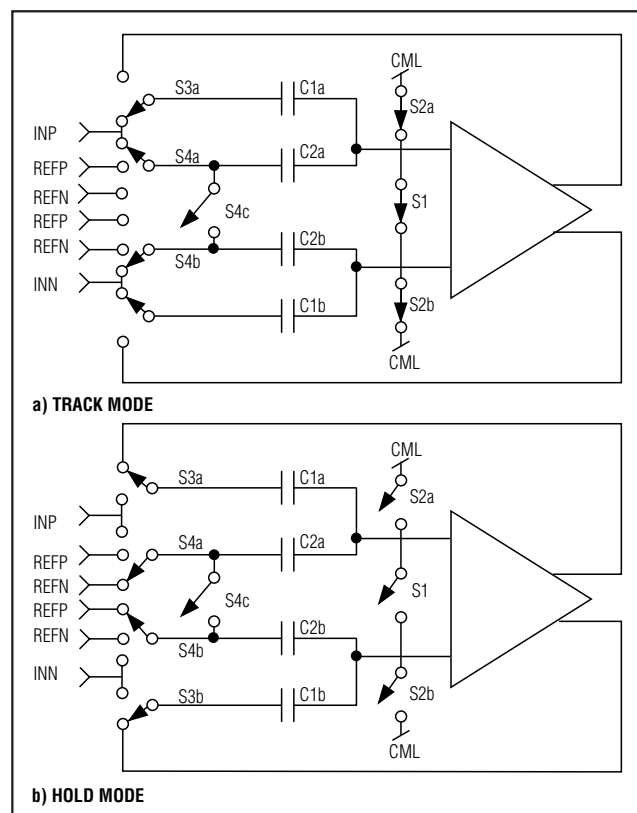 CML
S3a
C1a
S2a
INP
S4a
C2a
REFP
REFN
S4c
S1
REFP
REFN
C2b
S4b
INN
C1b
S2b
CML
a) TRACK MODE
CML
S3a
C1a
S2a
INP
S4a
C2a
REFP
REFN
S4c
S1
REFP
REFN
C2b
S4b
INN
S3b
C1b
S2b
CML
b) HOLD MODE